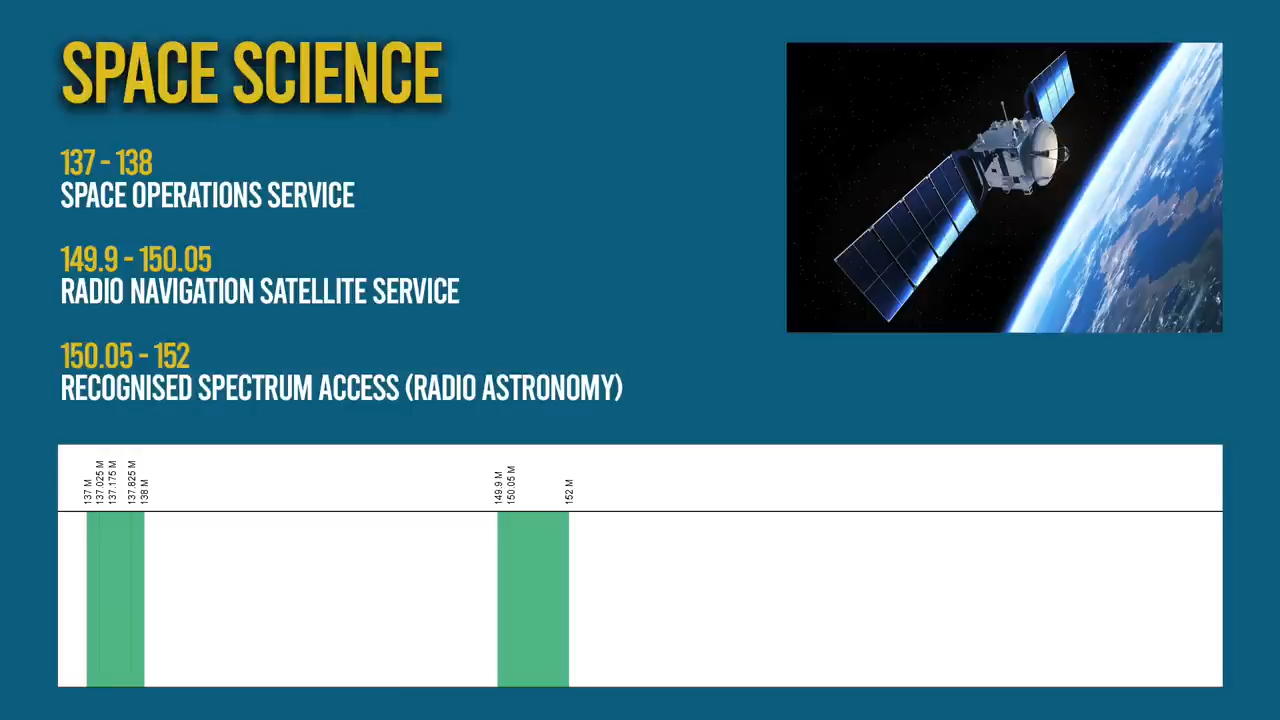 SPACE SCIENCE
137 - 138
SPACE OPERATIONS SERVICE
149.9 - 150.05
RADIO NAVIGATION SATELLITE SERVICE
150.05 - 152
RECOGNISED SPECTRUM ACCESS (RADIO ASTRONOMY)
137 M
137.025 M
137.175 M
137.825 M
138 M
149.9 M
150.05 M
152 M